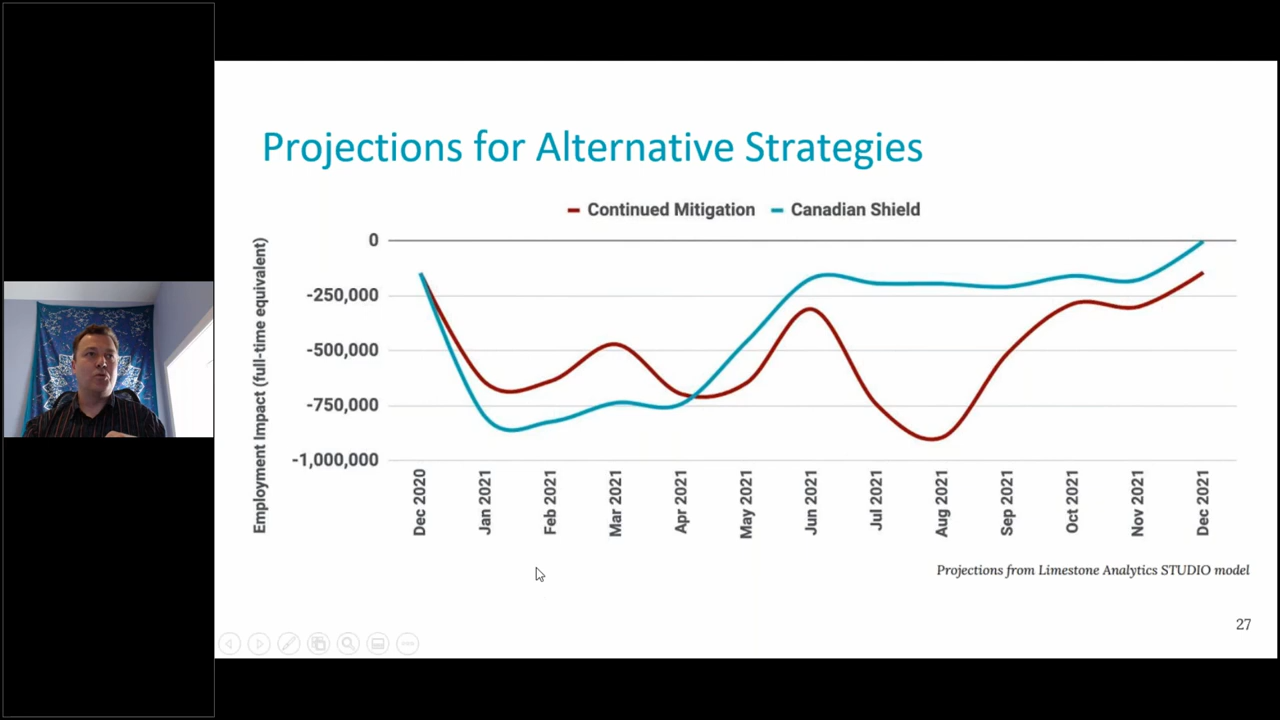 Projections for Alternative Strategies
Continued Mitigation
Canadian Shield
Employment Impact (full-time equivalent)
0
-250,000
-500,000
-750,000
-1,000,000
Dec 2020
Jan 2021
Feb 2021
Mar 2021
Apr 2021
May 2021
Jun 2021
Jul 2021
Aug 2021
Sep 2021
Oct 2021
Nov 2021
Dec 2021
Projections from Limestone Analytics STUDIO model
27